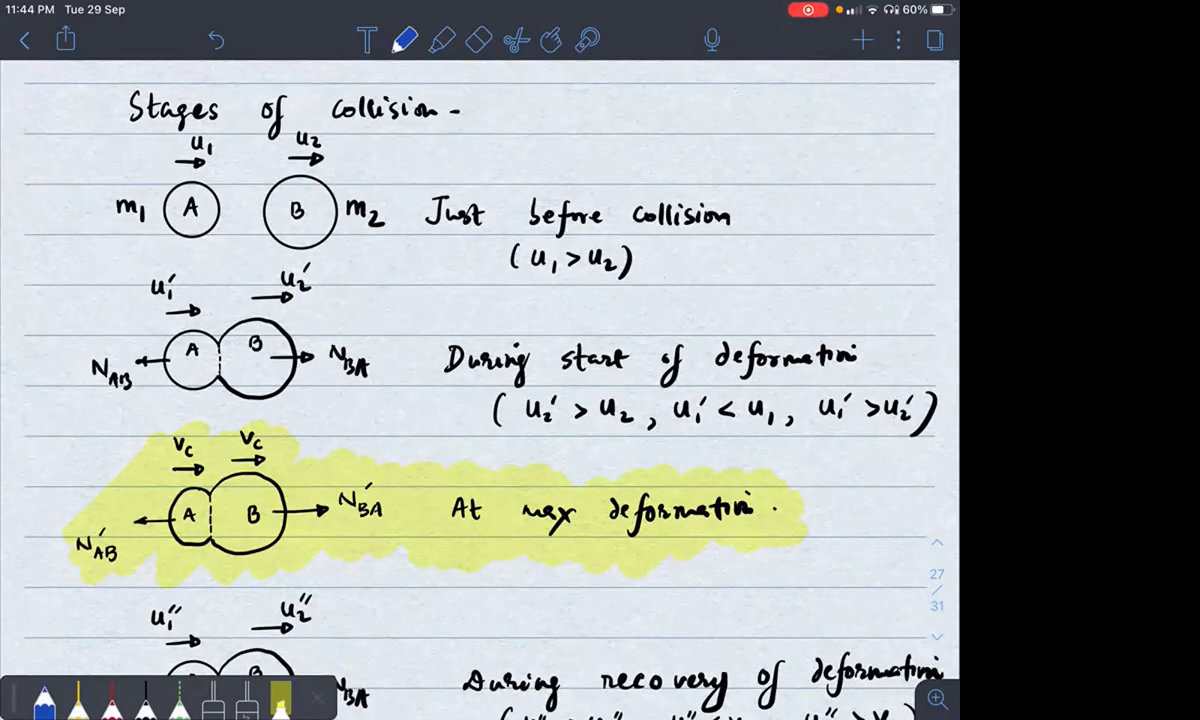 11:44 PM Tue 29 Sep
60%
T
Stages of collision -
u1 u2
m1 A B m2 Just before collision
(u1 > u2)
u1′ u2′
NAB A B NBA During start of deformation
(u2′ > u2, u1′ < u1, u1′ > u2′)
vc vc
N′AB A B N′BA At max deformation.
27
/
31
u1″ u2″
B NBA During recovery of deformation